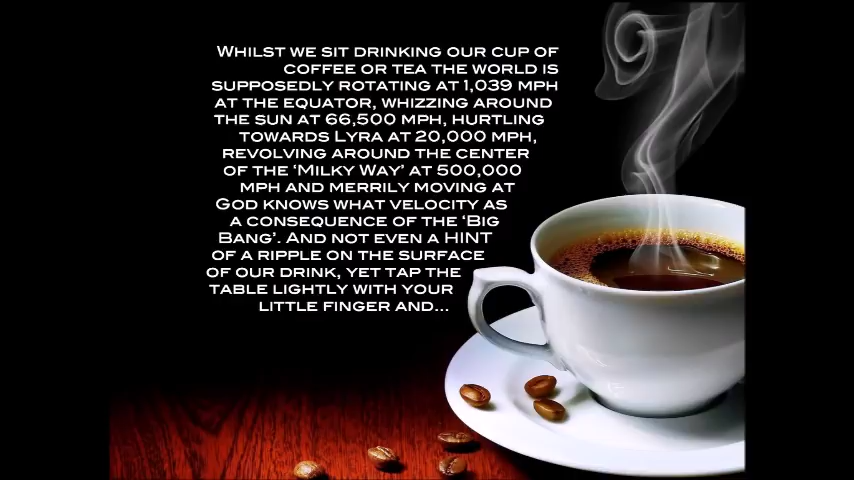 Whilst we sit drinking our cup of
coffee or tea the world is
supposedly rotating at 1,039 mph
at the equator, whizzing around
the sun at 66,500 mph, hurtling
towards Lyra at 20,000 mph,
revolving around the center
of the ‘Milky Way’ at 500,000
mph and merrily moving at
God knows what velocity as
a consequence of the ‘Big
Bang’. And not even a HINT
of a ripple on the surface
of our drink, yet tap the
table lightly with your
little finger and...